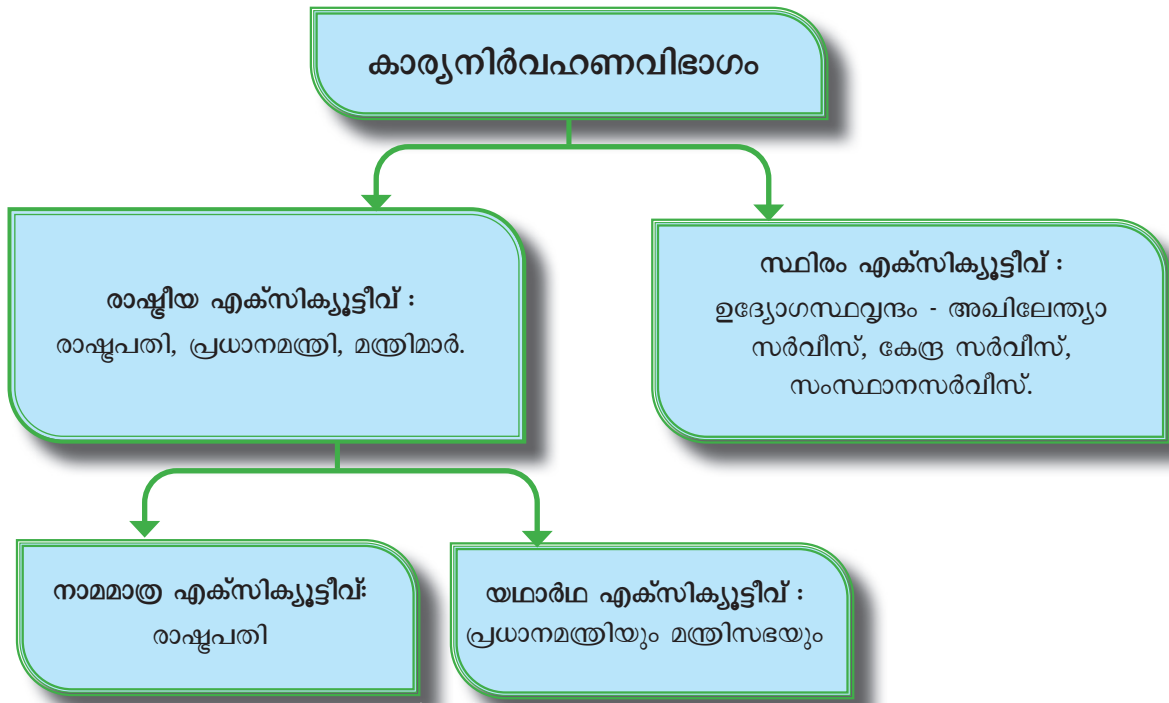 കാര്യനിർവഹണവിഭാഗം
രാഷ്ട്രീയ എക്സിക്യൂട്ടീവ് :
രാഷ്ട്രപതി, പ്രധാനമന്ത്രി, മന്ത്രിമാർ.
സ്ഥിരം എക്സിക്യൂട്ടീവ് :
ഉദ്യോഗസ്ഥവൃന്ദം - അഖിലേന്ത്യാ
സർവീസ്, കേന്ദ്ര സർവീസ്,
സംസ്ഥാനസർവീസ്.
നാമമാത്ര എക്സിക്യൂട്ടീവ്:
രാഷ്ട്രപതി
യഥാർഥ എക്സിക്യൂട്ടീവ് :
പ്രധാനമന്ത്രിയും മന്ത്രിസഭയും